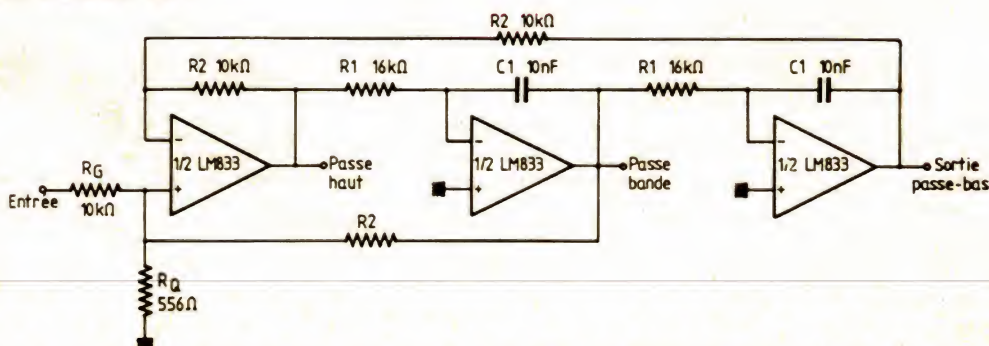 R2 10kΩ
R2 10kΩ
R1 16kΩ
C1 10nF
R1 16kΩ
C1 10nF
−
1/2 LM833
+
Passe
haut
−
1/2 LM833
+
Passe
bande
−
1/2 LM833
+
Sortie
passe-bas
RG
Entrée
10kΩ
R2
RQ
556Ω